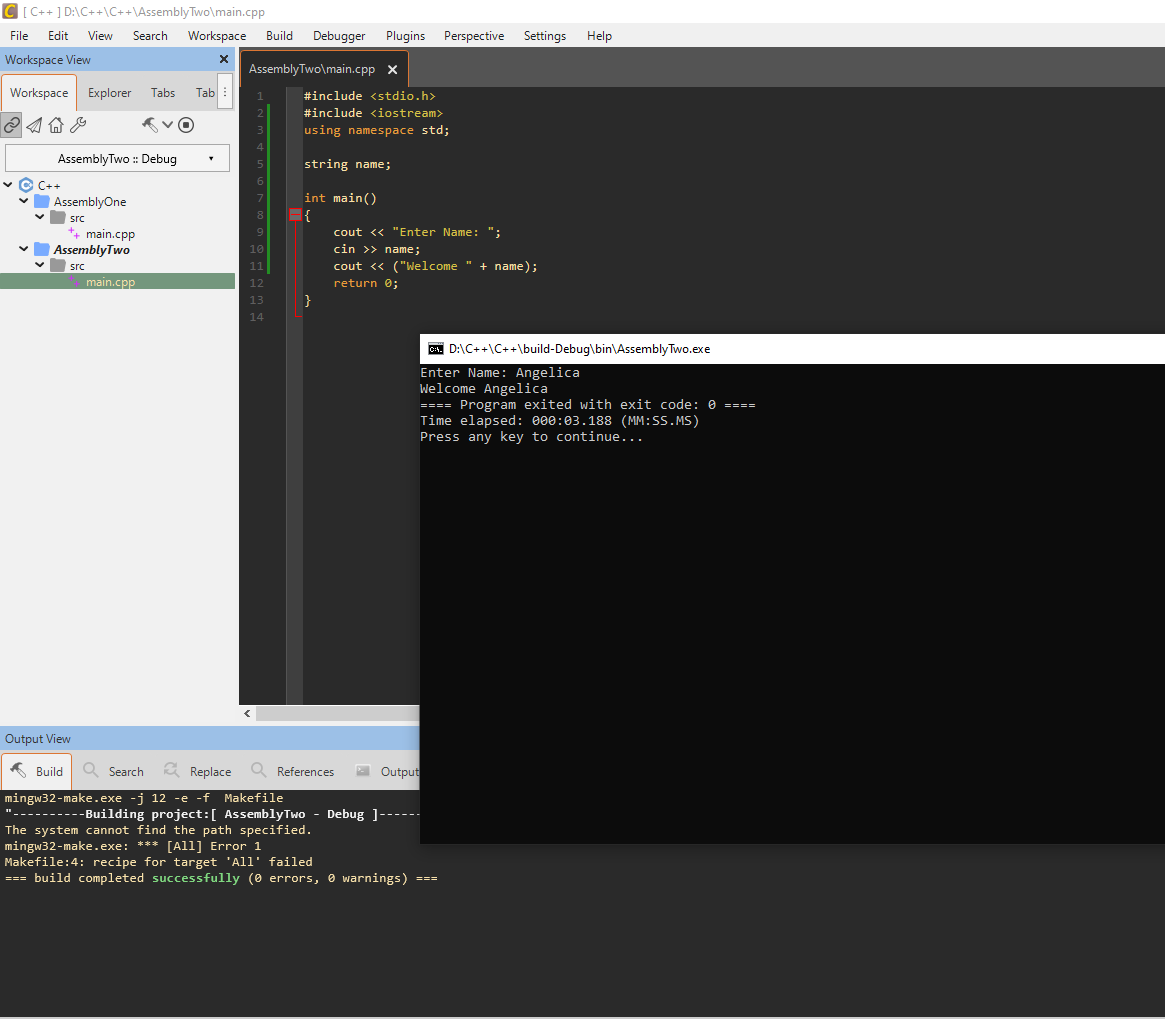 [ C++ ] D:\C++\C++\AssemblyTwo\main.cpp
File Edit View Search Workspace Build Debugger Plugins Perspective Settings Help
Workspace View
Workspace Explorer Tabs Tab
AssemblyTwo :: Debug
C++
AssemblyOne
src
main.cpp
AssemblyTwo
src
main.cpp
AssemblyTwo\main.cpp
1 #include <stdio.h>
2 #include <iostream>
3 using namespace std;
4
5 string name;
6
7 int main()
8 {
9 cout << "Enter Name: ";
10 cin >> name;
11 cout << ("Welcome " + name);
12 return 0;
13 }
14
D:\C++\C++\build-Debug\bin\AssemblyTwo.exe
Enter Name: Angelica
Welcome Angelica
==== Program exited with exit code: 0 ====
Time elapsed: 000:03.188 (MM:SS.MS)
Press any key to continue...
Output View
Build Search Replace References Output
mingw32-make.exe -j 12 -e -f  Makefile
"----------Building project:[ AssemblyTwo - Debug ]------
The system cannot find the path specified.
mingw32-make.exe: *** [All] Error 1
Makefile:4: recipe for target 'All' failed
=== build completed successfully (0 errors, 0 warnings) ===